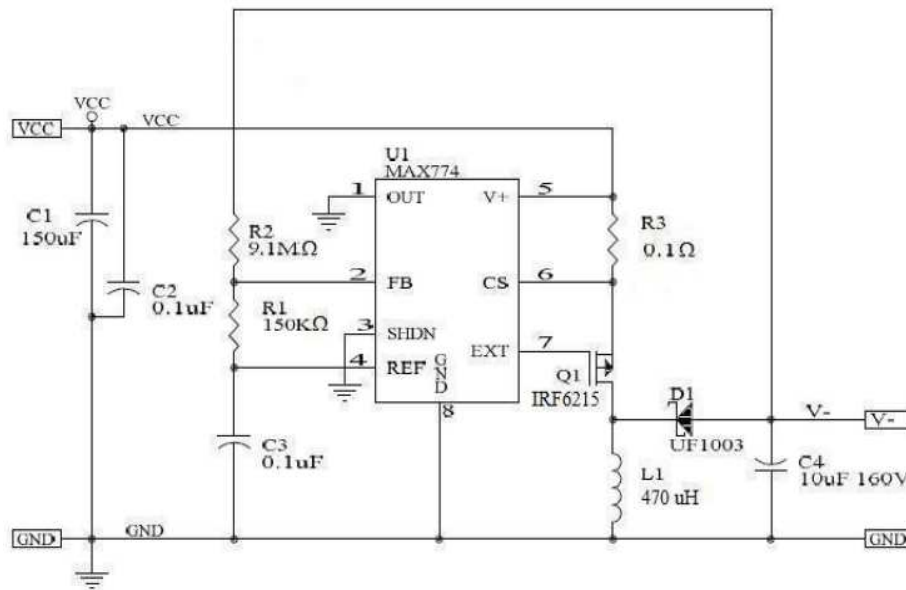 VCC
VCC
VCC
U1
MAX774
1
OUT
V+
5
C1
150uF
R2
9.1MΩ
R3
0.1Ω
2
FB
CS
6
C2
0.1uF
R1
150KΩ
3
SHDN
EXT
7
4
REF
GND
8
Q1
IRF6215
D1
UF1003
V-
V-
C3
0.1uF
L1
470 uH
C4
10uF 160V
GND
GND
GND